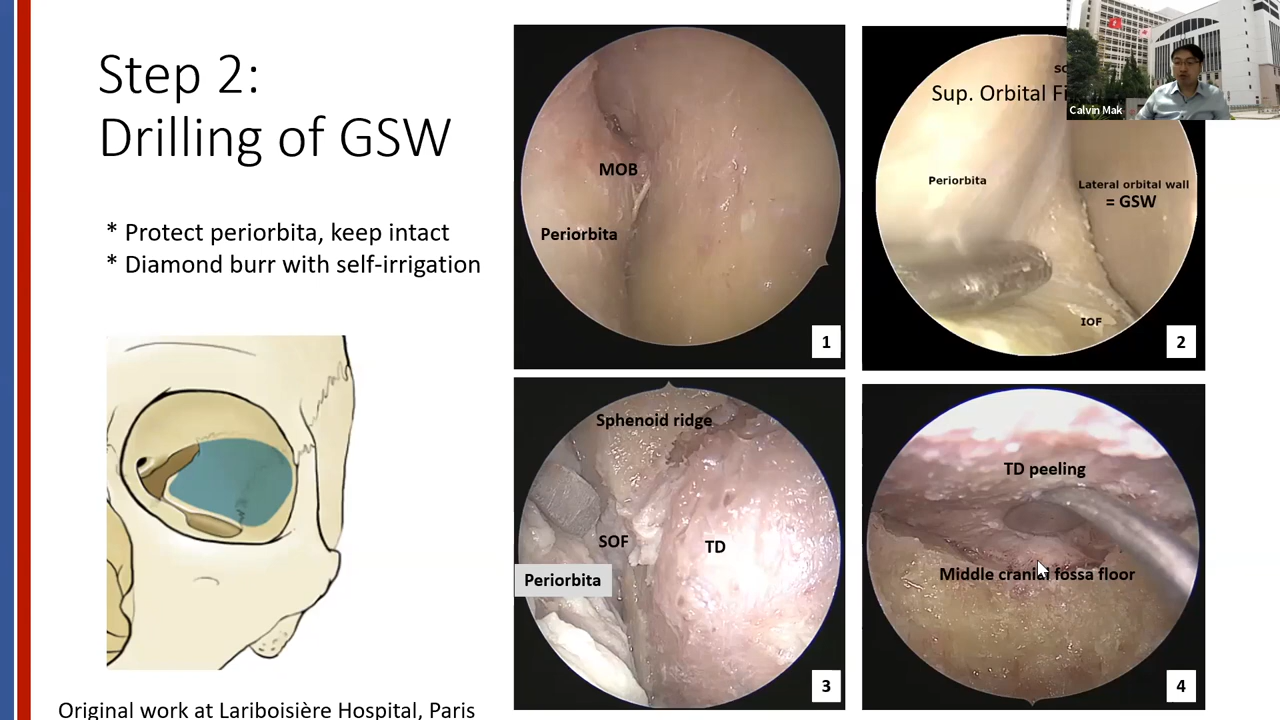 Step 2:
Drilling of GSW
* Protect periorbita, keep intact
* Diamond burr with self-irrigation
Original work at Lariboisière Hospital, Paris
MOB
Periorbita
1
Sup. Orbital
Periorbita
Lateral orbital wall
= GSW
IOF
2
Calvin Mak
Sphenoid ridge
SOF
TD
Periorbita
3
TD peeling
Middle cranial fossa floor
4